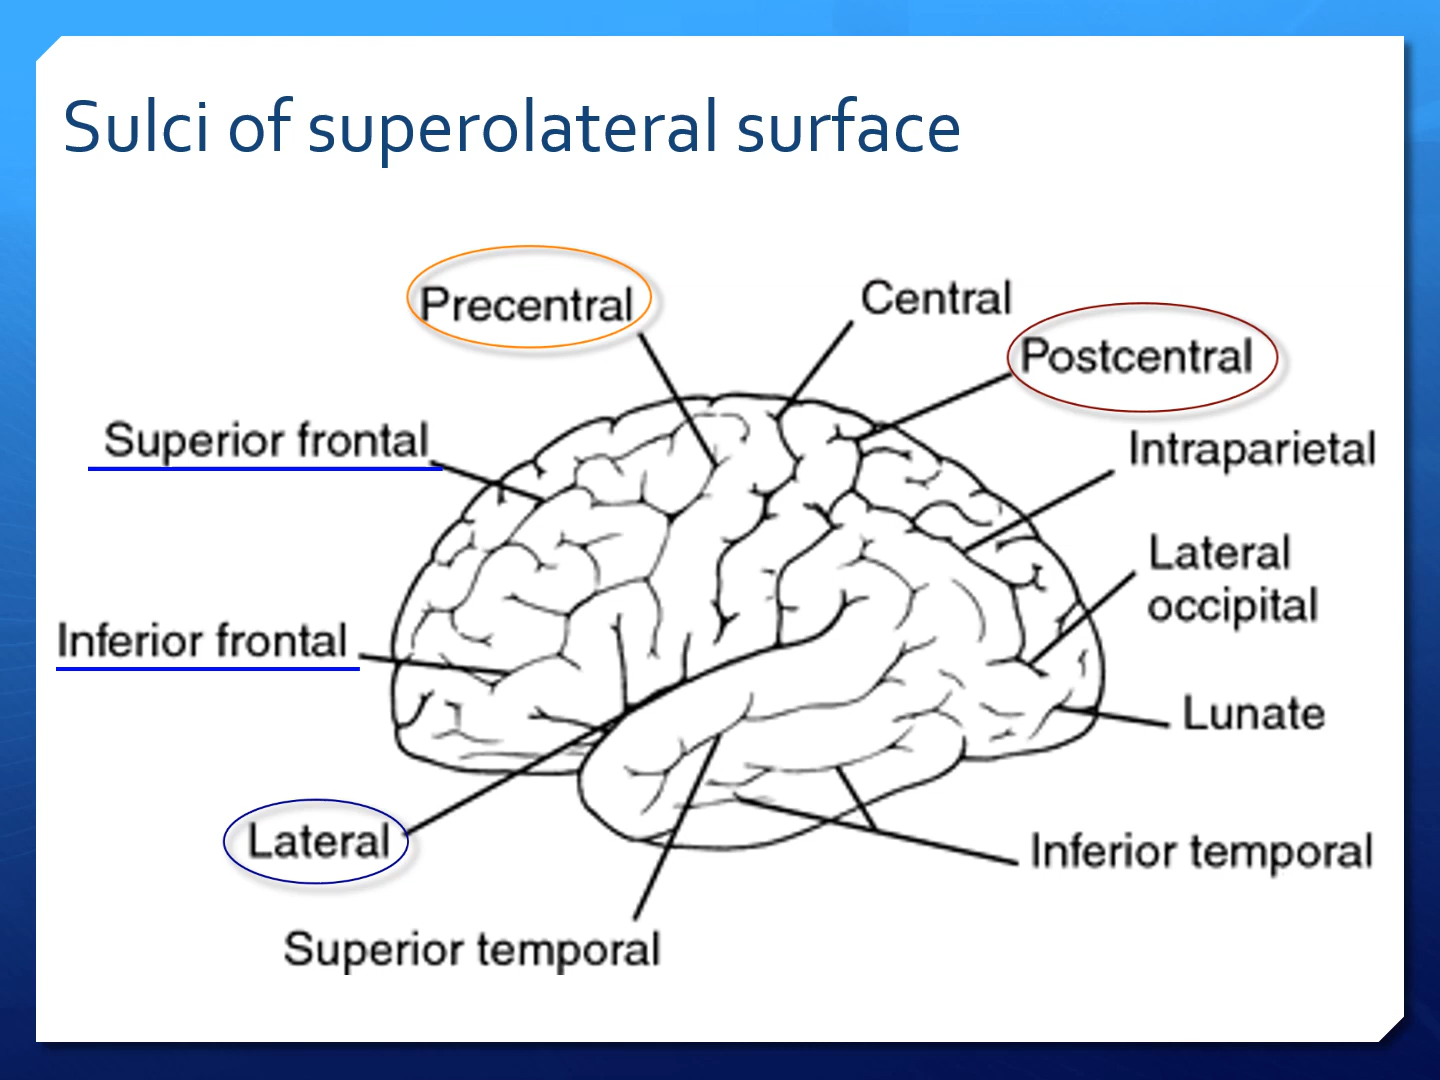 Sulci of superolateral surface
Precentral
Central
Postcentral
Superior frontal
Intraparietal
Lateral
occipital
Inferior frontal
Lunate
Lateral
Inferior temporal
Superior temporal